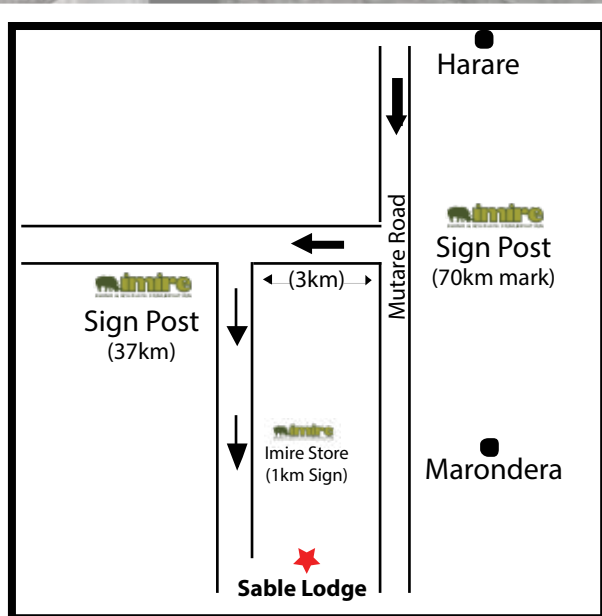 Harare
Mutare Road
imire
Sign Post
(70km mark)
(3km)
imire
Sign Post
(37km)
imire
Imire Store
(1km Sign)
Marondera
Sable Lodge